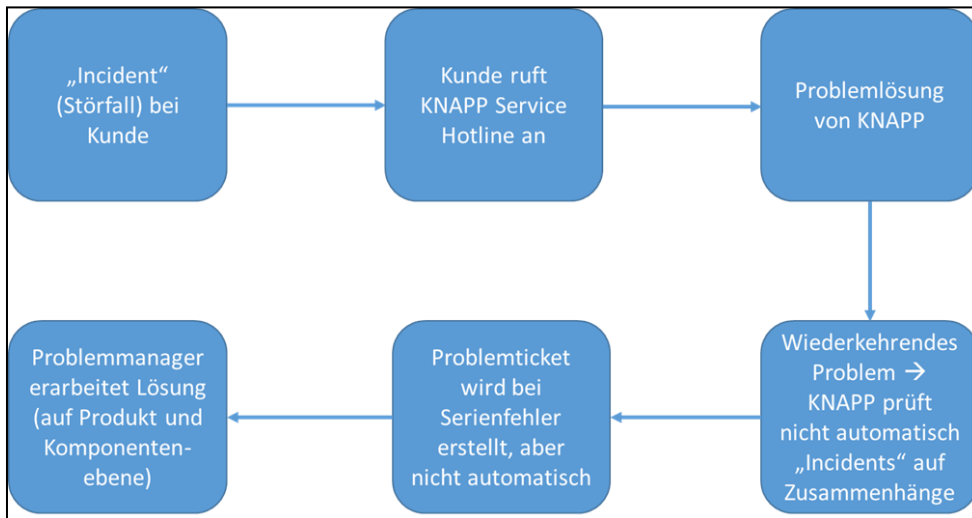 „Incident“
(Störfall) bei
Kunde
Kunde ruft
KNAPP Service
Hotline an
Problemlösung
von KNAPP
Wiederkehrendes
Problem →
KNAPP prüft
nicht automatisch
„Incidents“ auf
Zusammenhänge
Problemticket
wird bei
Serienfehler
erstellt, aber
nicht automatisch
Problemmanager
erarbeitet Lösung
(auf Produkt und
Komponenten-
ebene)